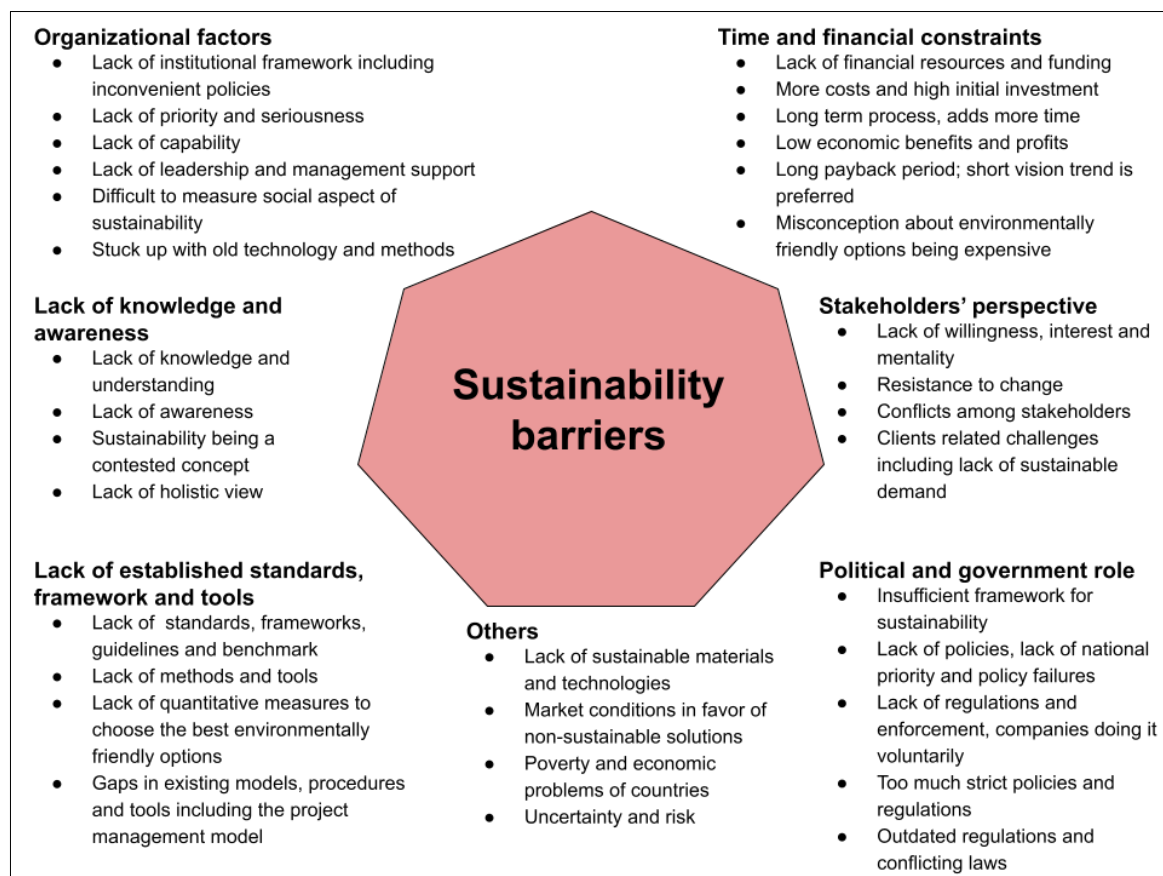 Organizational factors
● Lack of institutional framework including
inconvenient policies
● Lack of priority and seriousness
● Lack of capability
● Lack of leadership and management support
● Difficult to measure social aspect of
sustainability
● Stuck up with old technology and methods
Time and financial constraints
● Lack of financial resources and funding
● More costs and high initial investment
● Long term process, adds more time
● Low economic benefits and profits
● Long payback period; short vision trend is
preferred
● Misconception about environmentally
friendly options being expensive
Lack of knowledge and
awareness
● Lack of knowledge and
understanding
● Lack of awareness
● Sustainability being a
contested concept
● Lack of holistic view
Sustainability
barriers
Stakeholders’ perspective
● Lack of willingness, interest and
mentality
● Resistance to change
● Conflicts among stakeholders
● Clients related challenges
including lack of sustainable
demand
Lack of established standards,
framework and tools
● Lack of standards, frameworks,
guidelines and benchmark
● Lack of methods and tools
● Lack of quantitative measures to
choose the best environmentally
friendly options
● Gaps in existing models, procedures
and tools including the project
management model
Others
● Lack of sustainable materials
and technologies
● Market conditions in favor of
non-sustainable solutions
● Poverty and economic
problems of countries
● Uncertainty and risk
Political and government role
● Insufficient framework for
sustainability
● Lack of policies, lack of national
priority and policy failures
● Lack of regulations and
enforcement, companies doing it
voluntarily
● Too much strict policies and
regulations
● Outdated regulations and
conflicting laws